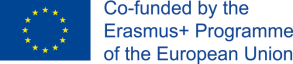 Co-funded by the
Erasmus+ Programme
of the European Union